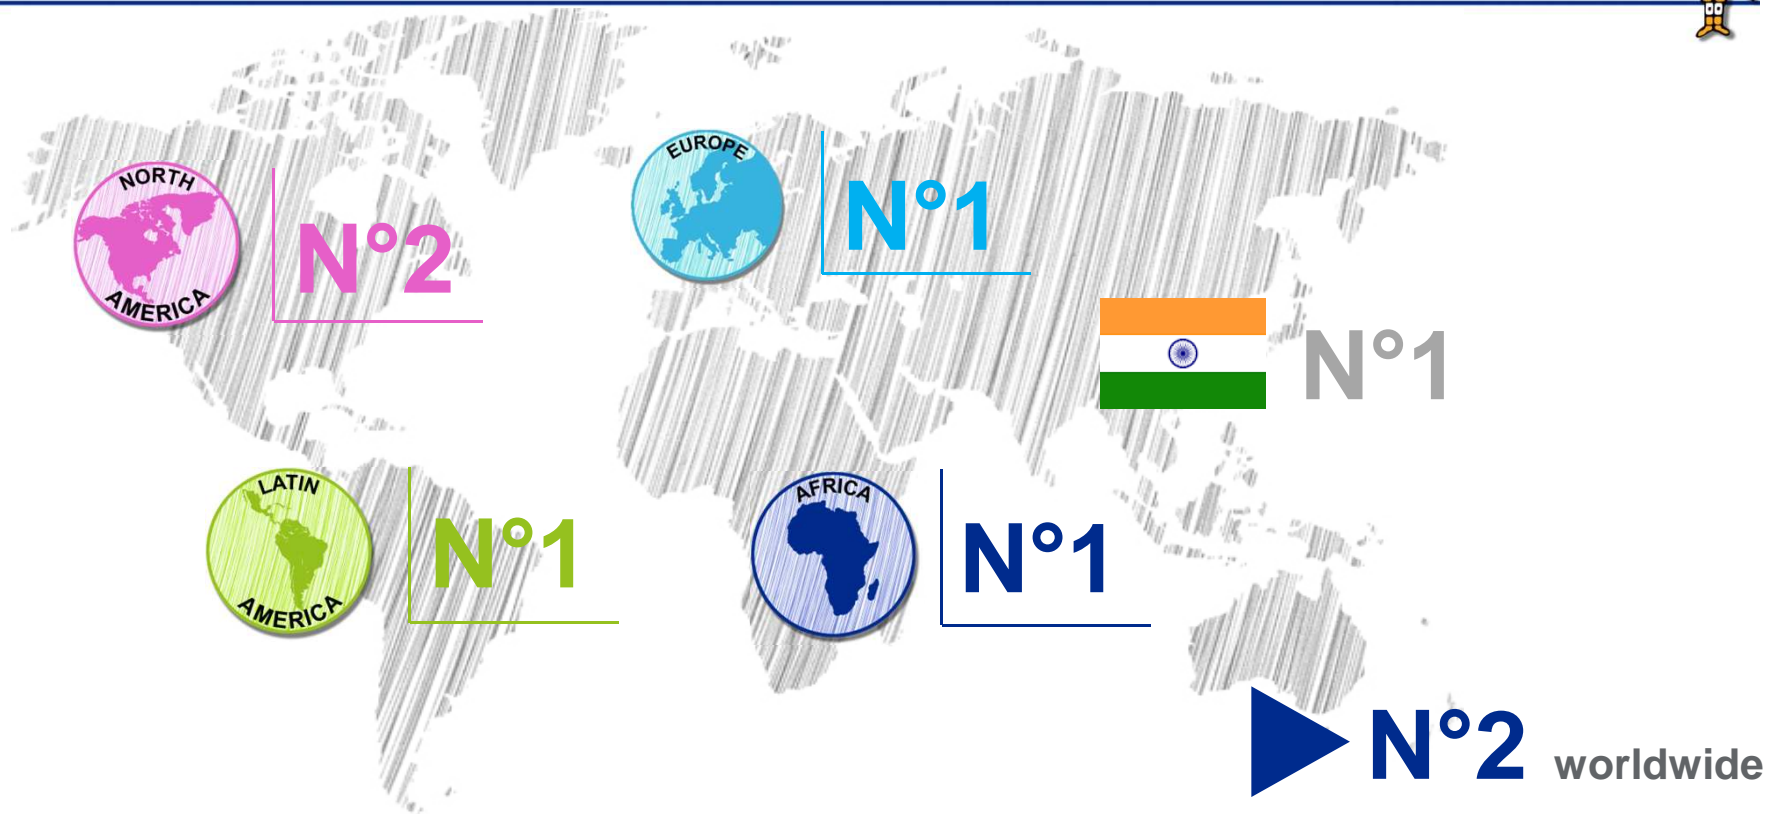 EUROPE
N°1
NORTH
AMERICA
N°2
N°1
LATIN
AMERICA
N°1
AFRICA
N°1
N°2 worldwide